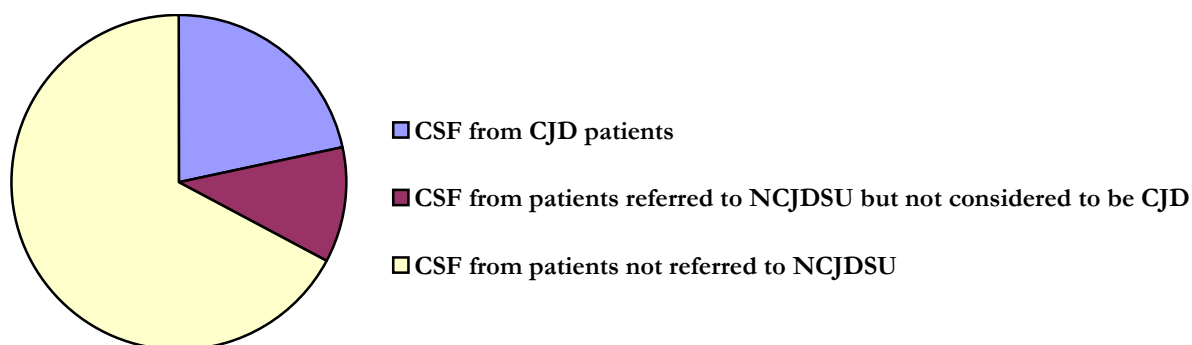 CSF from CJD patients
CSF from patients referred to NCJDSU but not considered to be CJD
CSF from patients not referred to NCJDSU